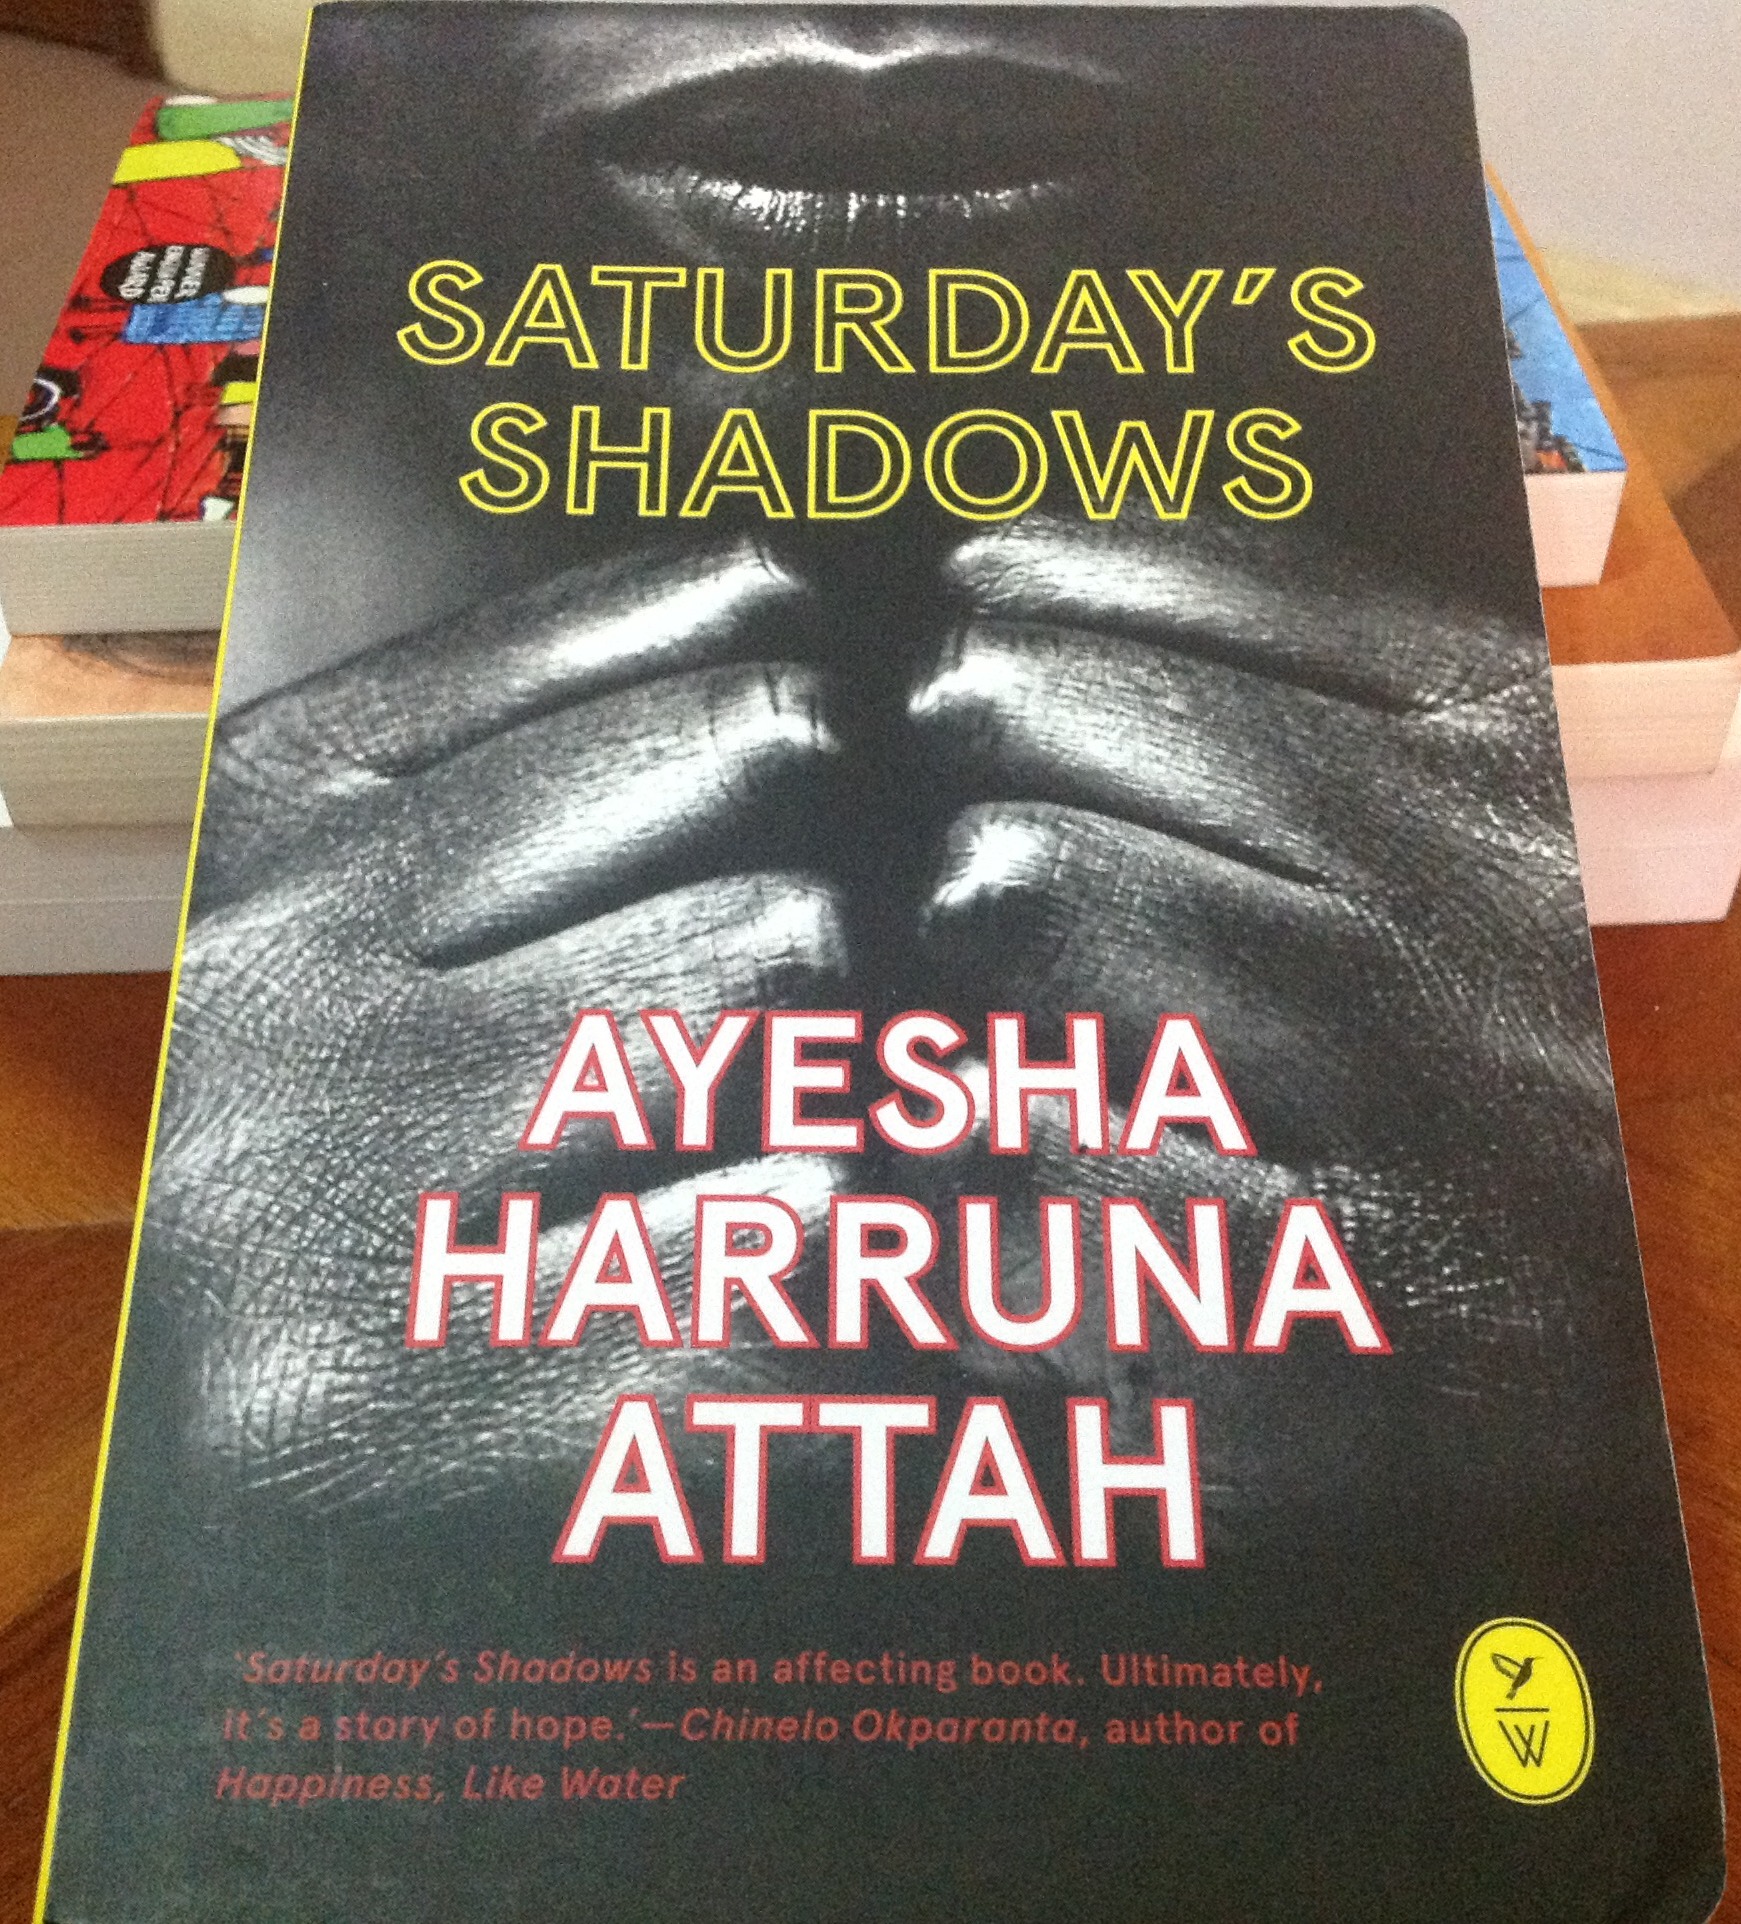 SATURDAY'S
SHADOWS
AYESHA
HARRUNA
ATTAH
'Saturday's Shadows is an affecting book. Ultimately,
it's a story of hope.'—Chinelo Okparanta, author of
Happiness, Like Water
W